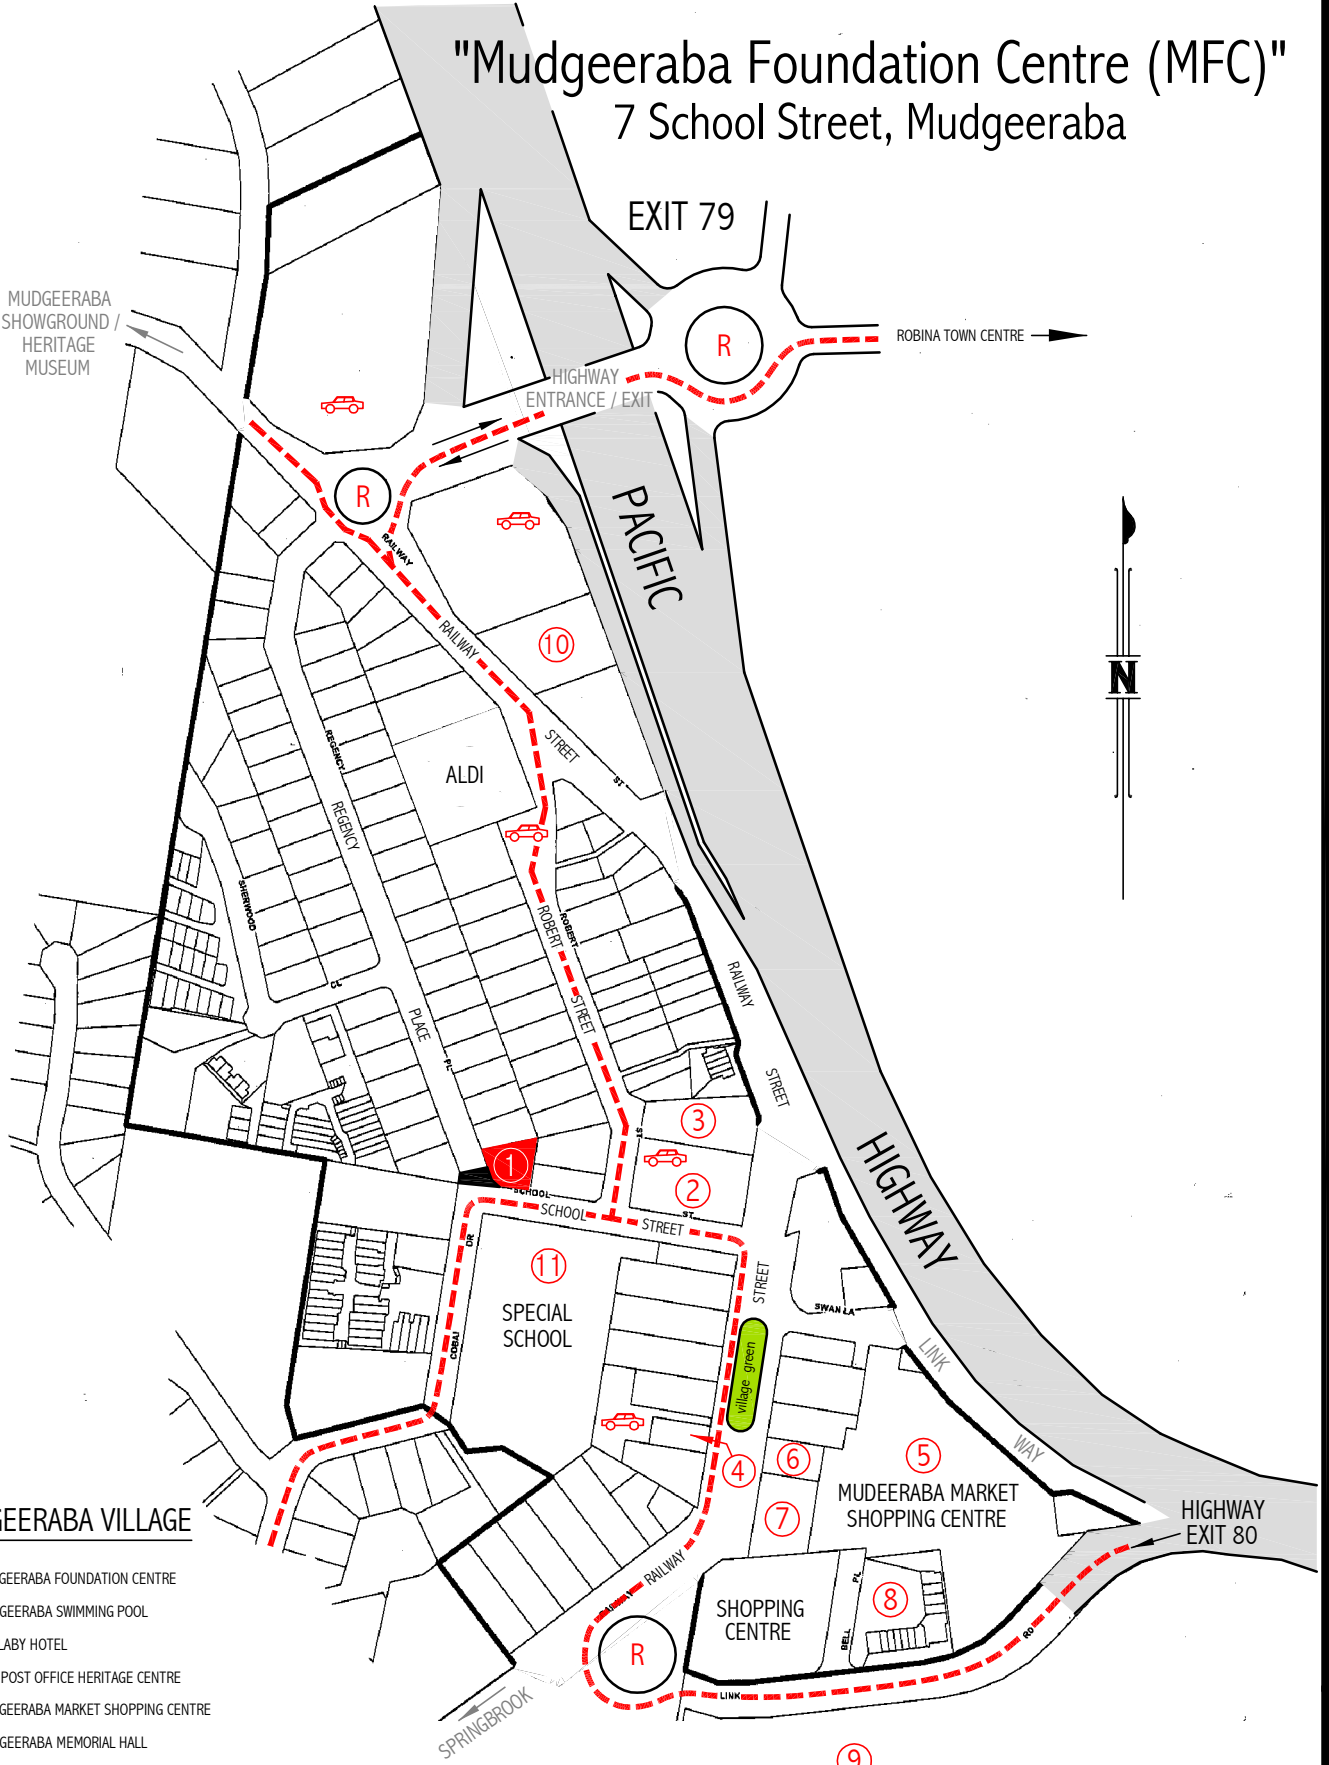 "Mudgeeraba Foundation Centre (MFC)"
7 School Street, Mudgeeraba
EXIT 79
MUDGEERABA
SHOWGROUND /
HERITAGE
MUSEUM
R
ROBINA TOWN CENTRE
HIGHWAY
ENTRANCE / EXIT
R
PACIFIC
RAILWAY
RAILWAY
10
N
STREET
ST
REGENCY
ALDI
REGENCY
SHERWOOD
ROBERT
ROBERT
RAILWAY
CL
STREET
PLACE
PL
STREET
3
ST
HIGHWAY
1
2
SCHOOL
SCHOOL
ST
STREET
DR
11
STREET
SPECIAL
SCHOOL
SWAN LA
COBAI
village green
LINK
WAY
4
6
5
MUDEERABA MARKET
SHOPPING CENTRE
7
HIGHWAY
EXIT 80
GEERABA VILLAGE
GEERABA FOUNDATION CENTRE
GEERABA SWIMMING POOL
LABY HOTEL
POST OFFICE HERITAGE CENTRE
GEERABA MARKET SHOPPING CENTRE
GEERABA MEMORIAL HALL
RAILWAY
SHOPPING
CENTRE
PL
BELL
8
R
LINK
RD
SPRINGBROOK
9